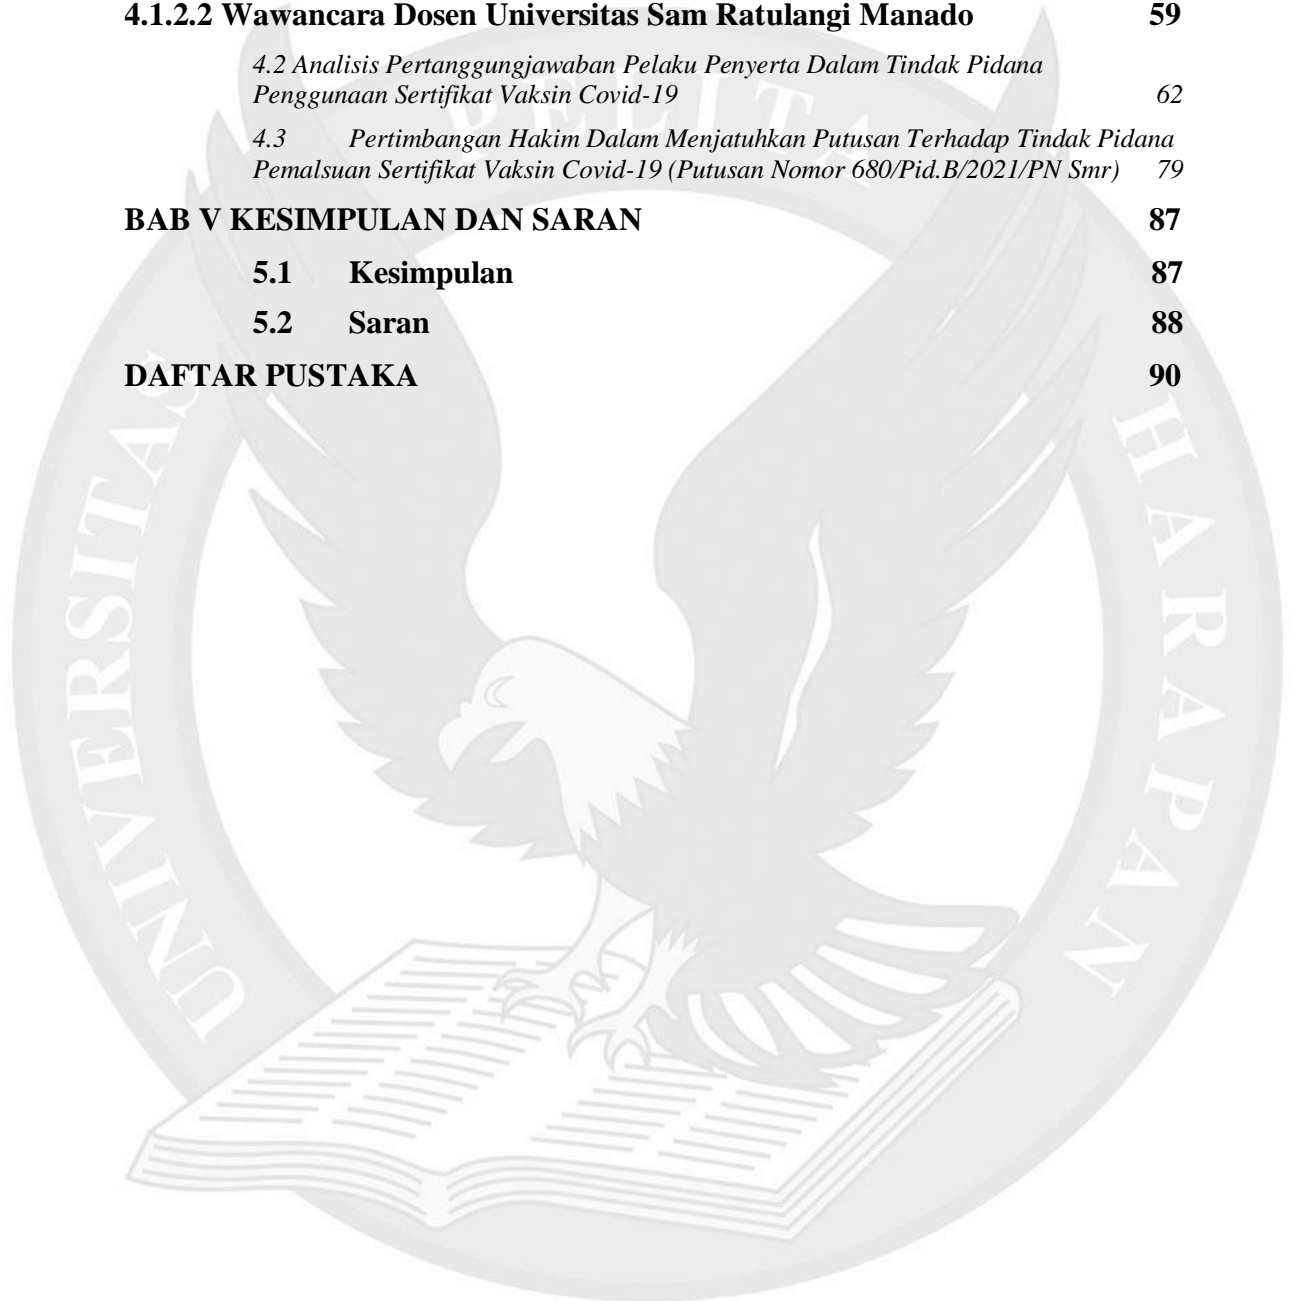 4.1.2.2 Wawancara Dosen Universitas Sam Ratulangi Manado 59
4.2 Analisis Pertanggungjawaban Pelaku Penyerta Dalam Tindak Pidana
Penggunaan Sertifikat Vaksin Covid-19 62
4.3 Pertimbangan Hakim Dalam Menjatuhkan Putusan Terhadap Tindak Pidana
Pemalsuan Sertifikat Vaksin Covid-19 (Putusan Nomor 680/Pid.B/2021/PN Smr) 79
BAB V KESIMPULAN DAN SARAN 87
5.1 Kesimpulan 87
5.2 Saran 88
DAFTAR PUSTAKA 90
UNIVERSITAS PELITA HARAPAN